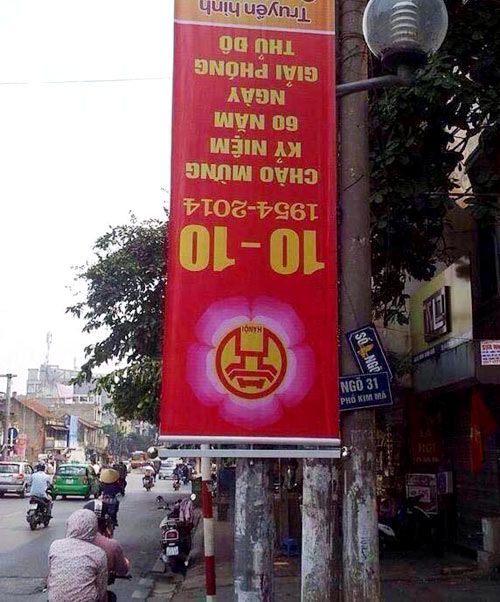 HÀNỘI
10 - 10
1954-2014
CHÀO MỪNG
KỶ NIỆM
60 NĂM
NGÀY
GIẢI PHÓNG
THỦ ĐÔ
Truyền hình
NGÕ 31
PHỐ KIM MÃ